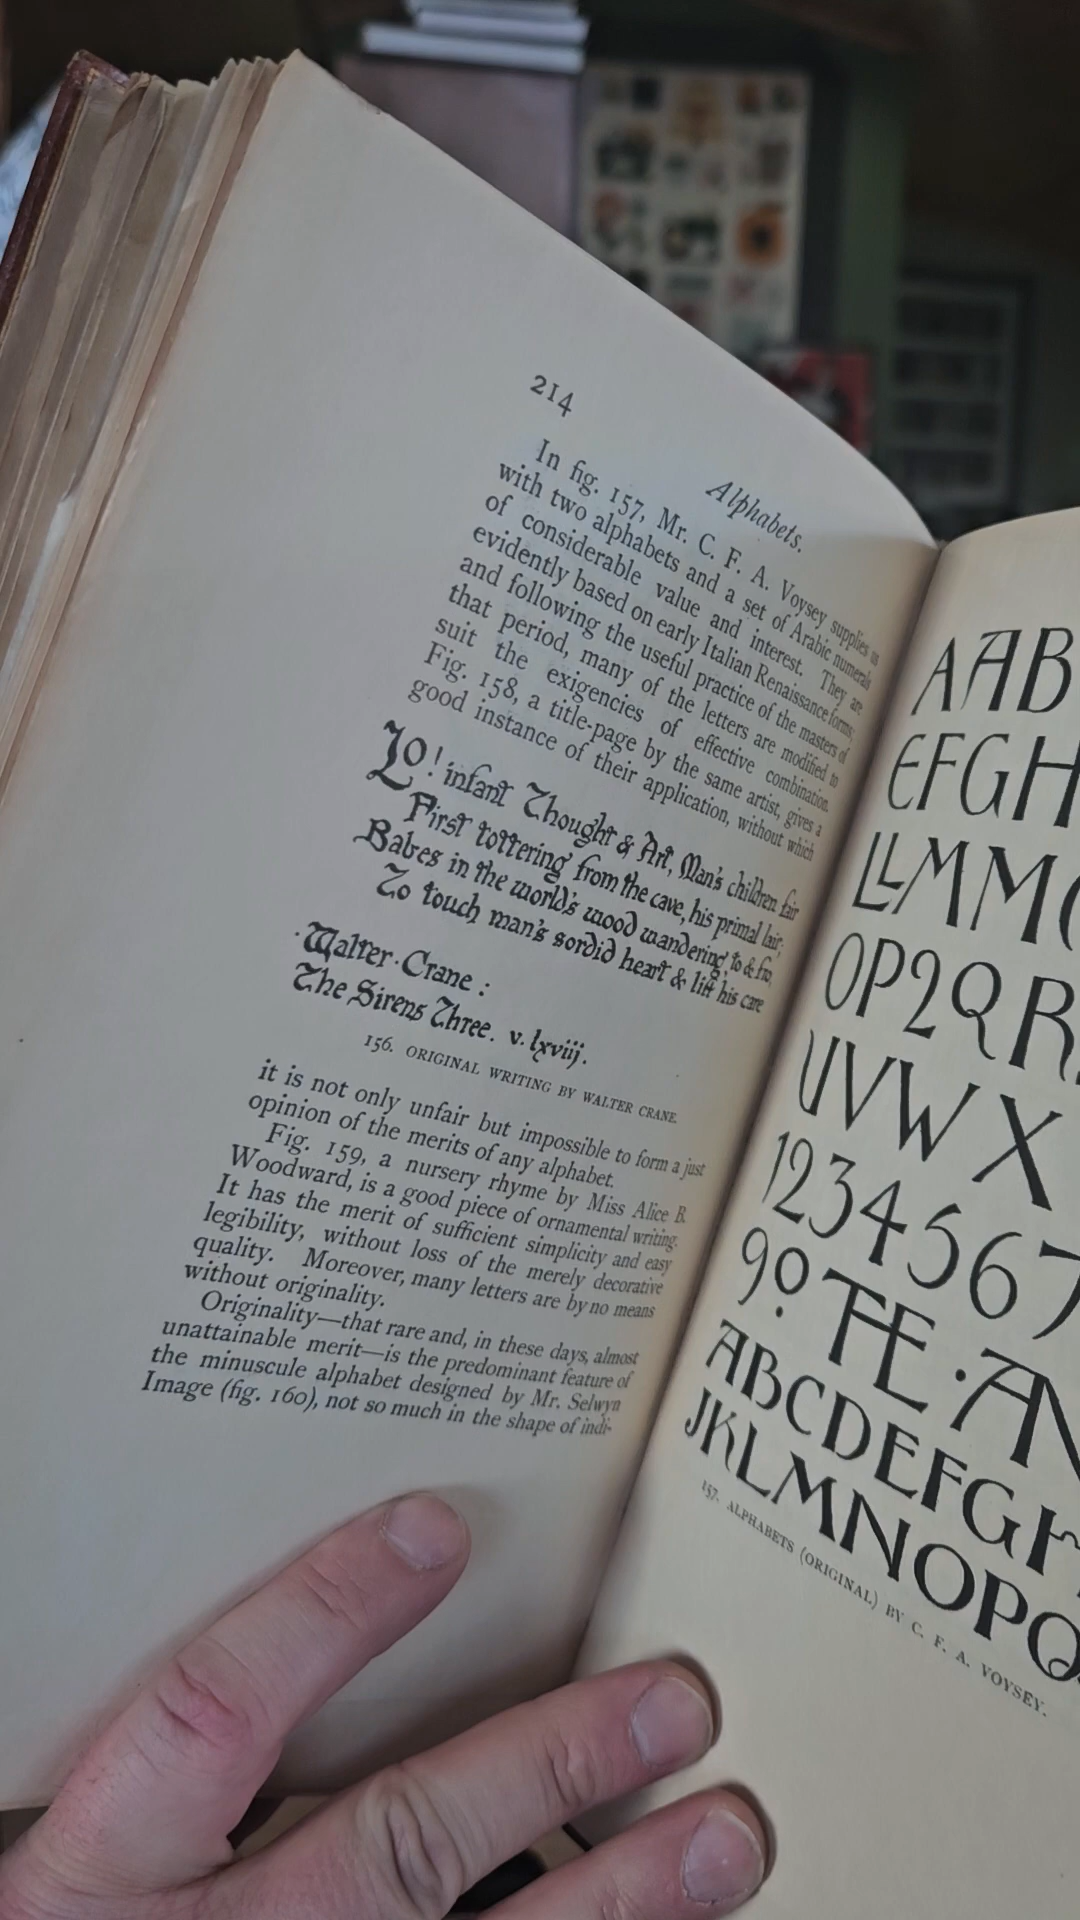 214
Alphabets.
In fig. 157, Mr. C. F. A. Voysey supplies us
with two alphabets and a set of Arabic numerals
of considerable value and interest. They are
evidently based on early Italian Renaissance forms;
and following the useful practice of the masters of
that period, many of the letters are modified to
suit the exigencies of effective combination.
Fig. 158, a title-page by the same artist, gives a
good instance of their application, without which
Lo! infant Thought & Art, Man's children fair
First tottering from the cave, his primal lair;
Babes in the world's wood wandering, to & fro,
To touch man's sordid heart & lift his care
·Walter·Crane :
The Sirens Three. v. lxviij.
156. ORIGINAL WRITING BY WALTER CRANE.
it is not only unfair but impossible to form a just
opinion of the merits of any alphabet.
Fig. 159, a nursery rhyme by Miss Alice B.
Woodward, is a good piece of ornamental writing.
It has the merit of sufficient simplicity and easy
legibility, without loss of the merely decorative
quality. Moreover, many letters are by no means
without originality.
Originality—that rare and, in these days, almost
unattainable merit—is the predominant feature of
the minuscule alphabet designed by Mr. Selwyn
Image (fig. 160), not so much in the shape of indi-
AAB
EFGH
LLMM
OP2QR
UVWX
1234567
90 THE · AN
ABCDEFGH
JKLMNOPQ
157. ALPHABETS (ORIGINAL) BY C. F. A. VOYSEY.